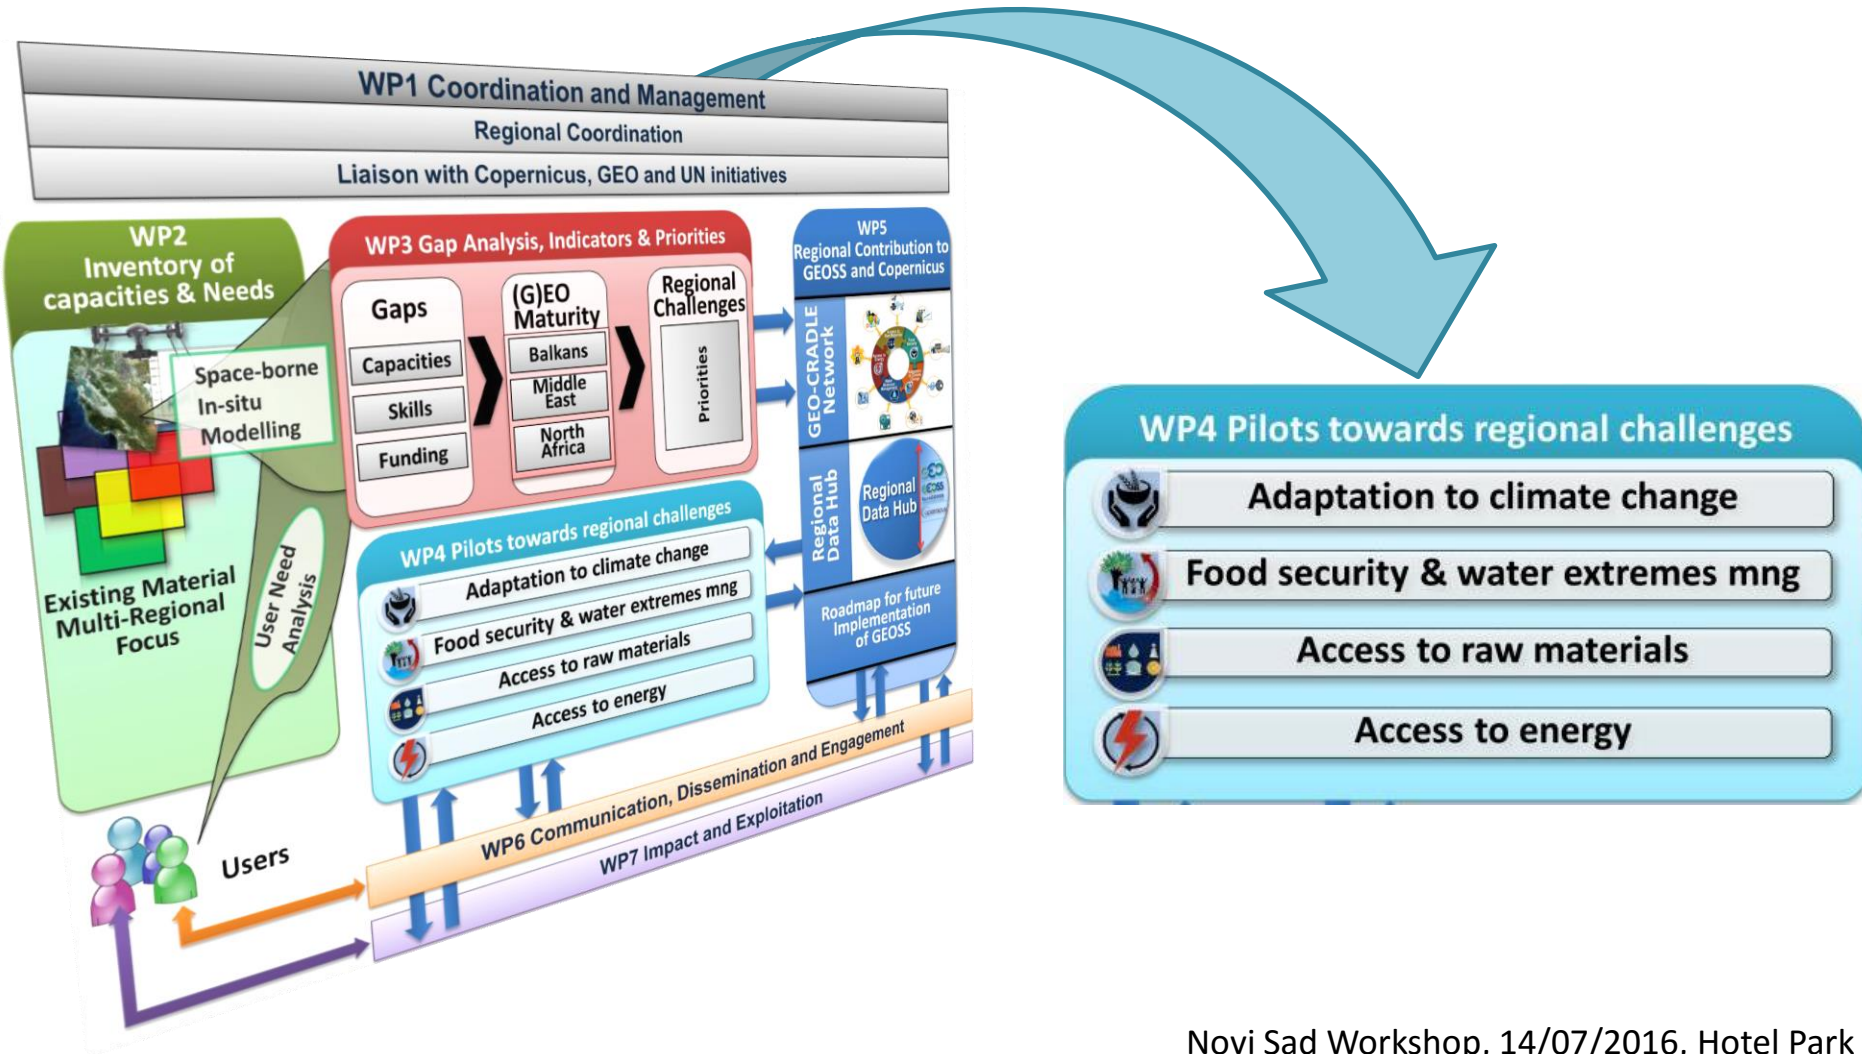 WP1 Coordination and Management
Regional Coordination
Liaison with Copernicus, GEO and UN initiatives
WP2
Inventory of
capacities & Needs
Space-borne
In-situ
Modelling
Existing Material
Multi-Regional
Focus
User Need
Analysis
Users
WP3 Gap Analysis, Indicators & Priorities
Gaps
Capacities
Skills
Funding
(G)EO
Maturity
Balkans
Middle
East
North
Africa
Regional
Challenges
Priorities
WP4 Pilots towards regional challenges
Adaptation to climate change
Food security & water extremes mng
Access to raw materials
Access to energy
WP5
Regional Contribution to
GEOSS and Copernicus
GEO-CRADLE
Network
Regional
Data Hub
Regional
Data Hub
Roadmap for future
Implementation
of GEOSS
WP6 Communication, Dissemination and Engagement
WP7 Impact and Exploitation
WP4 Pilots towards regional challenges
Adaptation to climate change
Food security & water extremes mng
Access to raw materials
Access to energy
Novi Sad Workshop, 14/07/2016, Hotel Park